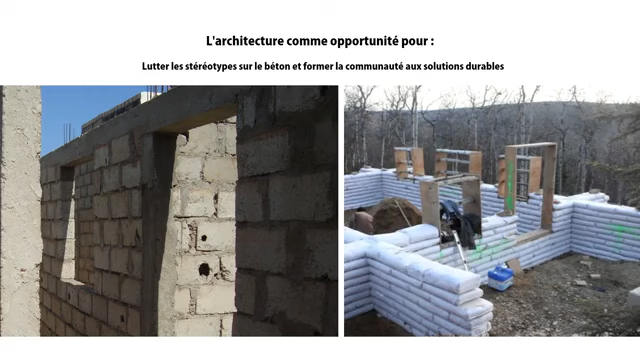 L'architecture comme opportunité pour :
Lutter les stéréotypes sur le béton et former la communauté aux solutions durables